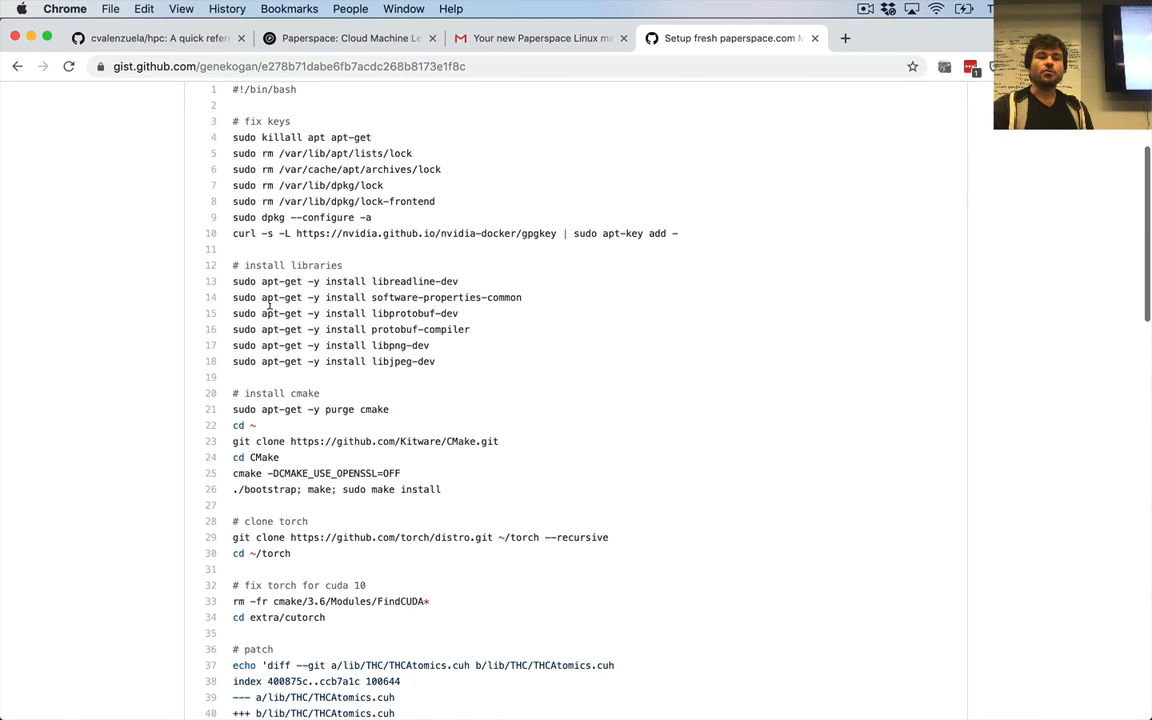 Chrome File Edit View History Bookmarks People Window Help
cvalenzuela/hpc: A quick refer
Paperspace: Cloud Machine Le
Your new Paperspace Linux ma
Setup fresh paperspace.com M
gist.github.com/genekogan/e278b71dabe6fb7acdc268b8173e1f8c
1 #!/bin/bash
2
3 # fix keys
4 sudo killall apt apt-get
5 sudo rm /var/lib/apt/lists/lock
6 sudo rm /var/cache/apt/archives/lock
7 sudo rm /var/lib/dpkg/lock
8 sudo rm /var/lib/dpkg/lock-frontend
9 sudo dpkg --configure -a
10 curl -s -L https://nvidia.github.io/nvidia-docker/gpgkey | sudo apt-key add -
11
12 # install libraries
13 sudo apt-get -y install libreadline-dev
14 sudo apt-get -y install software-properties-common
15 sudo apt-get -y install libprotobuf-dev
16 sudo apt-get -y install protobuf-compiler
17 sudo apt-get -y install libpng-dev
18 sudo apt-get -y install libjpeg-dev
19
20 # install cmake
21 sudo apt-get -y purge cmake
22 cd ~
23 git clone https://github.com/Kitware/CMake.git
24 cd CMake
25 cmake -DCMAKE_USE_OPENSSL=OFF
26 ./bootstrap; make; sudo make install
27
28 # clone torch
29 git clone https://github.com/torch/distro.git ~/torch --recursive
30 cd ~/torch
31
32 # fix torch for cuda 10
33 rm -fr cmake/3.6/Modules/FindCUDA*
34 cd extra/cutorch
35
36 # patch
37 echo 'diff --git a/lib/THC/THCAtomics.cuh b/lib/THC/THCAtomics.cuh
38 index 400875c..ccb7a1c 100644
39 --- a/lib/THC/THCAtomics.cuh
40 +++ b/lib/THC/THCAtomics.cuh